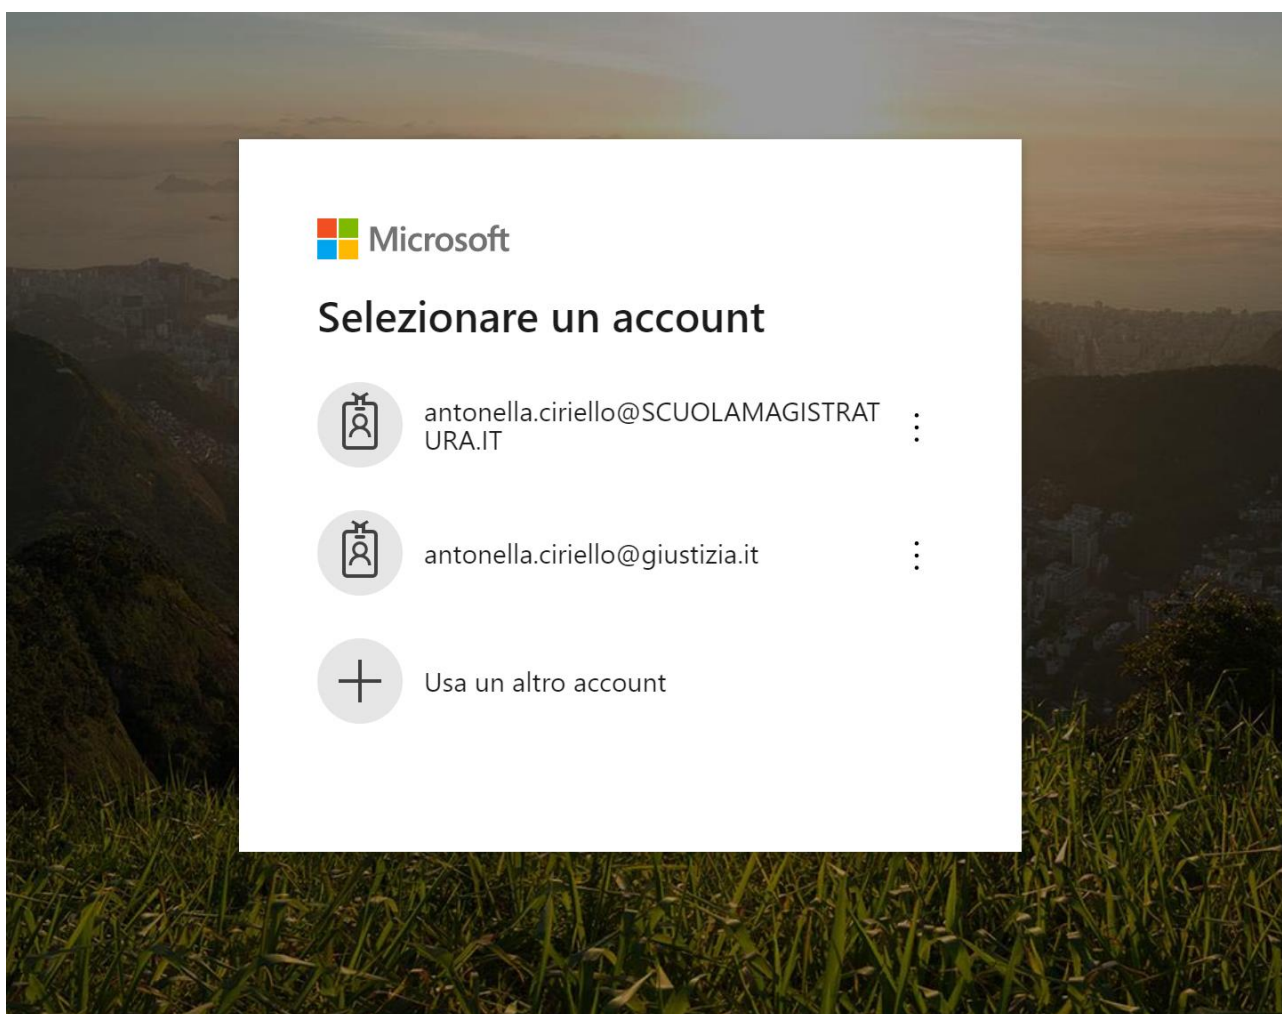 Microsoft
Selezionare un account
antonella.ciriello@SCUOLAMAGISTRAT
URA.IT
antonella.ciriello@giustizia.it
Usa un altro account